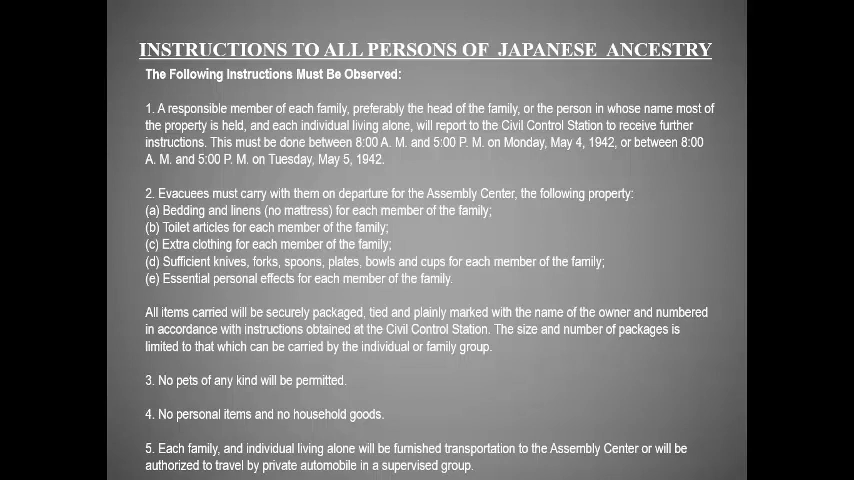 INSTRUCTIONS TO ALL PERSONS OF JAPANESE ANCESTRY
The Following Instructions Must Be Observed:
1. A responsible member of each family, preferably the head of the family, or the person in whose name most of
the property is held, and each individual living alone, will report to the Civil Control Station to receive further
instructions. This must be done between 8:00 A. M. and 5:00 P. M. on Monday, May 4, 1942, or between 8:00
A. M. and 5:00 P. M. on Tuesday, May 5, 1942.
2. Evacuees must carry with them on departure for the Assembly Center, the following property:
(a) Bedding and linens (no mattress) for each member of the family;
(b) Toilet articles for each member of the family;
(c) Extra clothing for each member of the family;
(d) Sufficient knives, forks, spoons, plates, bowls and cups for each member of the family;
(e) Essential personal effects for each member of the family.
All items carried will be securely packaged, tied and plainly marked with the name of the owner and numbered
in accordance with instructions obtained at the Civil Control Station. The size and number of packages is
limited to that which can be carried by the individual or family group.
3. No pets of any kind will be permitted.
4. No personal items and no household goods.
5. Each family, and individual living alone will be furnished transportation to the Assembly Center or will be
authorized to travel by private automobile in a supervised group.